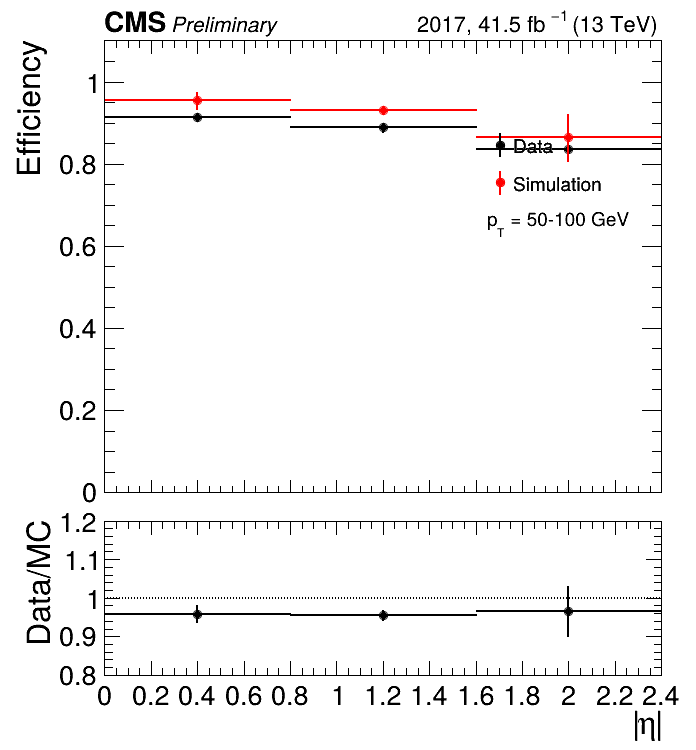 CMS Preliminary 2017, 41.5 fb⁻¹ (13 TeV)
Efficiency
1
0.8
0.6
0.4
0.2
0
Data
Simulation
p_T = 50-100 GeV
Data/MC
1.2
1.1
1
0.9
0.8
0 0.2 0.4 0.6 0.8 1 1.2 1.4 1.6 1.8 2 2.2 2.4
|η|